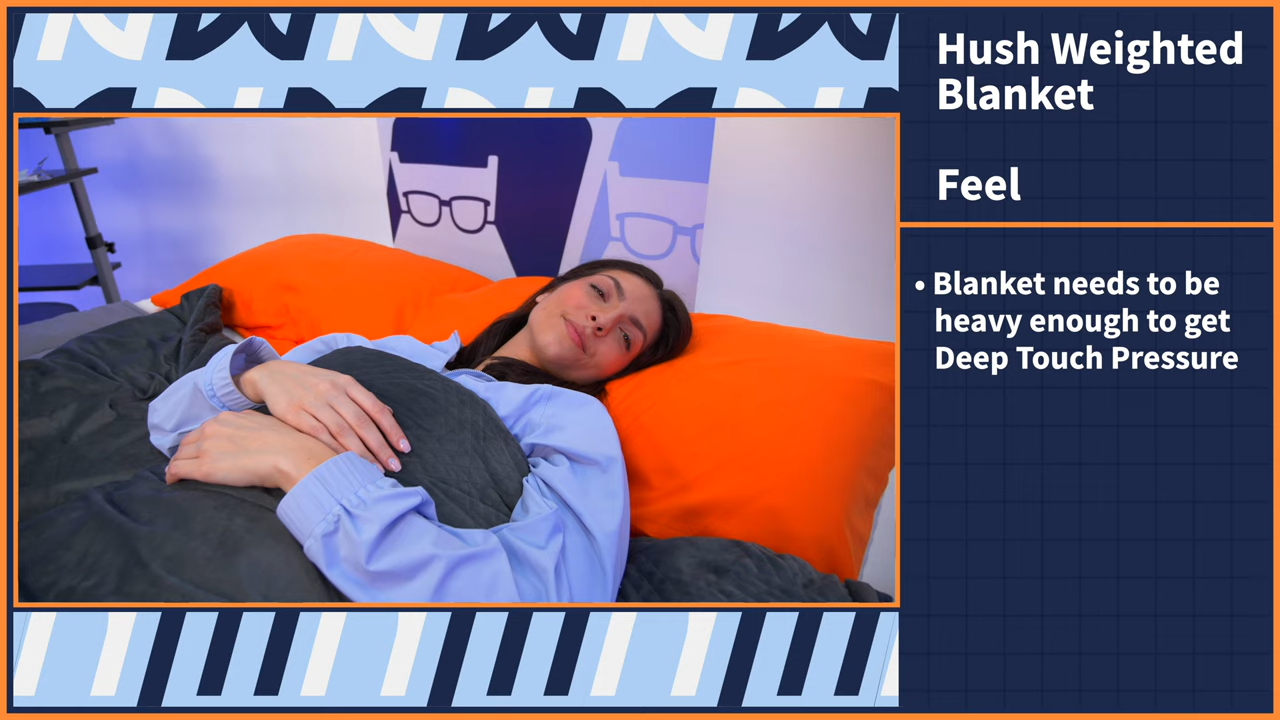 Hush Weighted
Blanket
Feel
• Blanket needs to be
heavy enough to get
Deep Touch Pressure